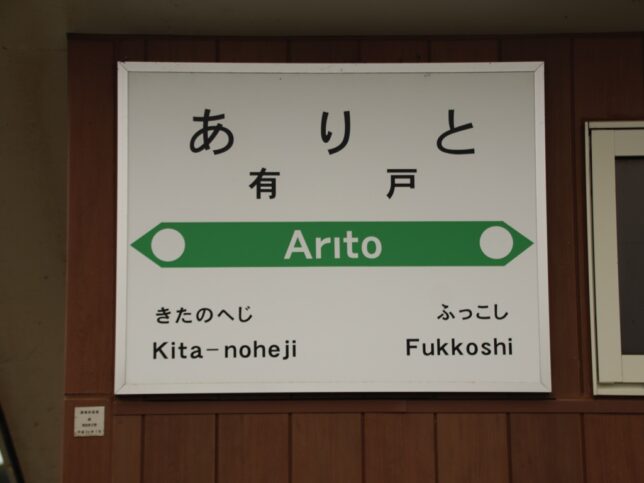 ありと
有戸
Arito
きたのへじ ふっこし
Kita-noheji Fukkoshi